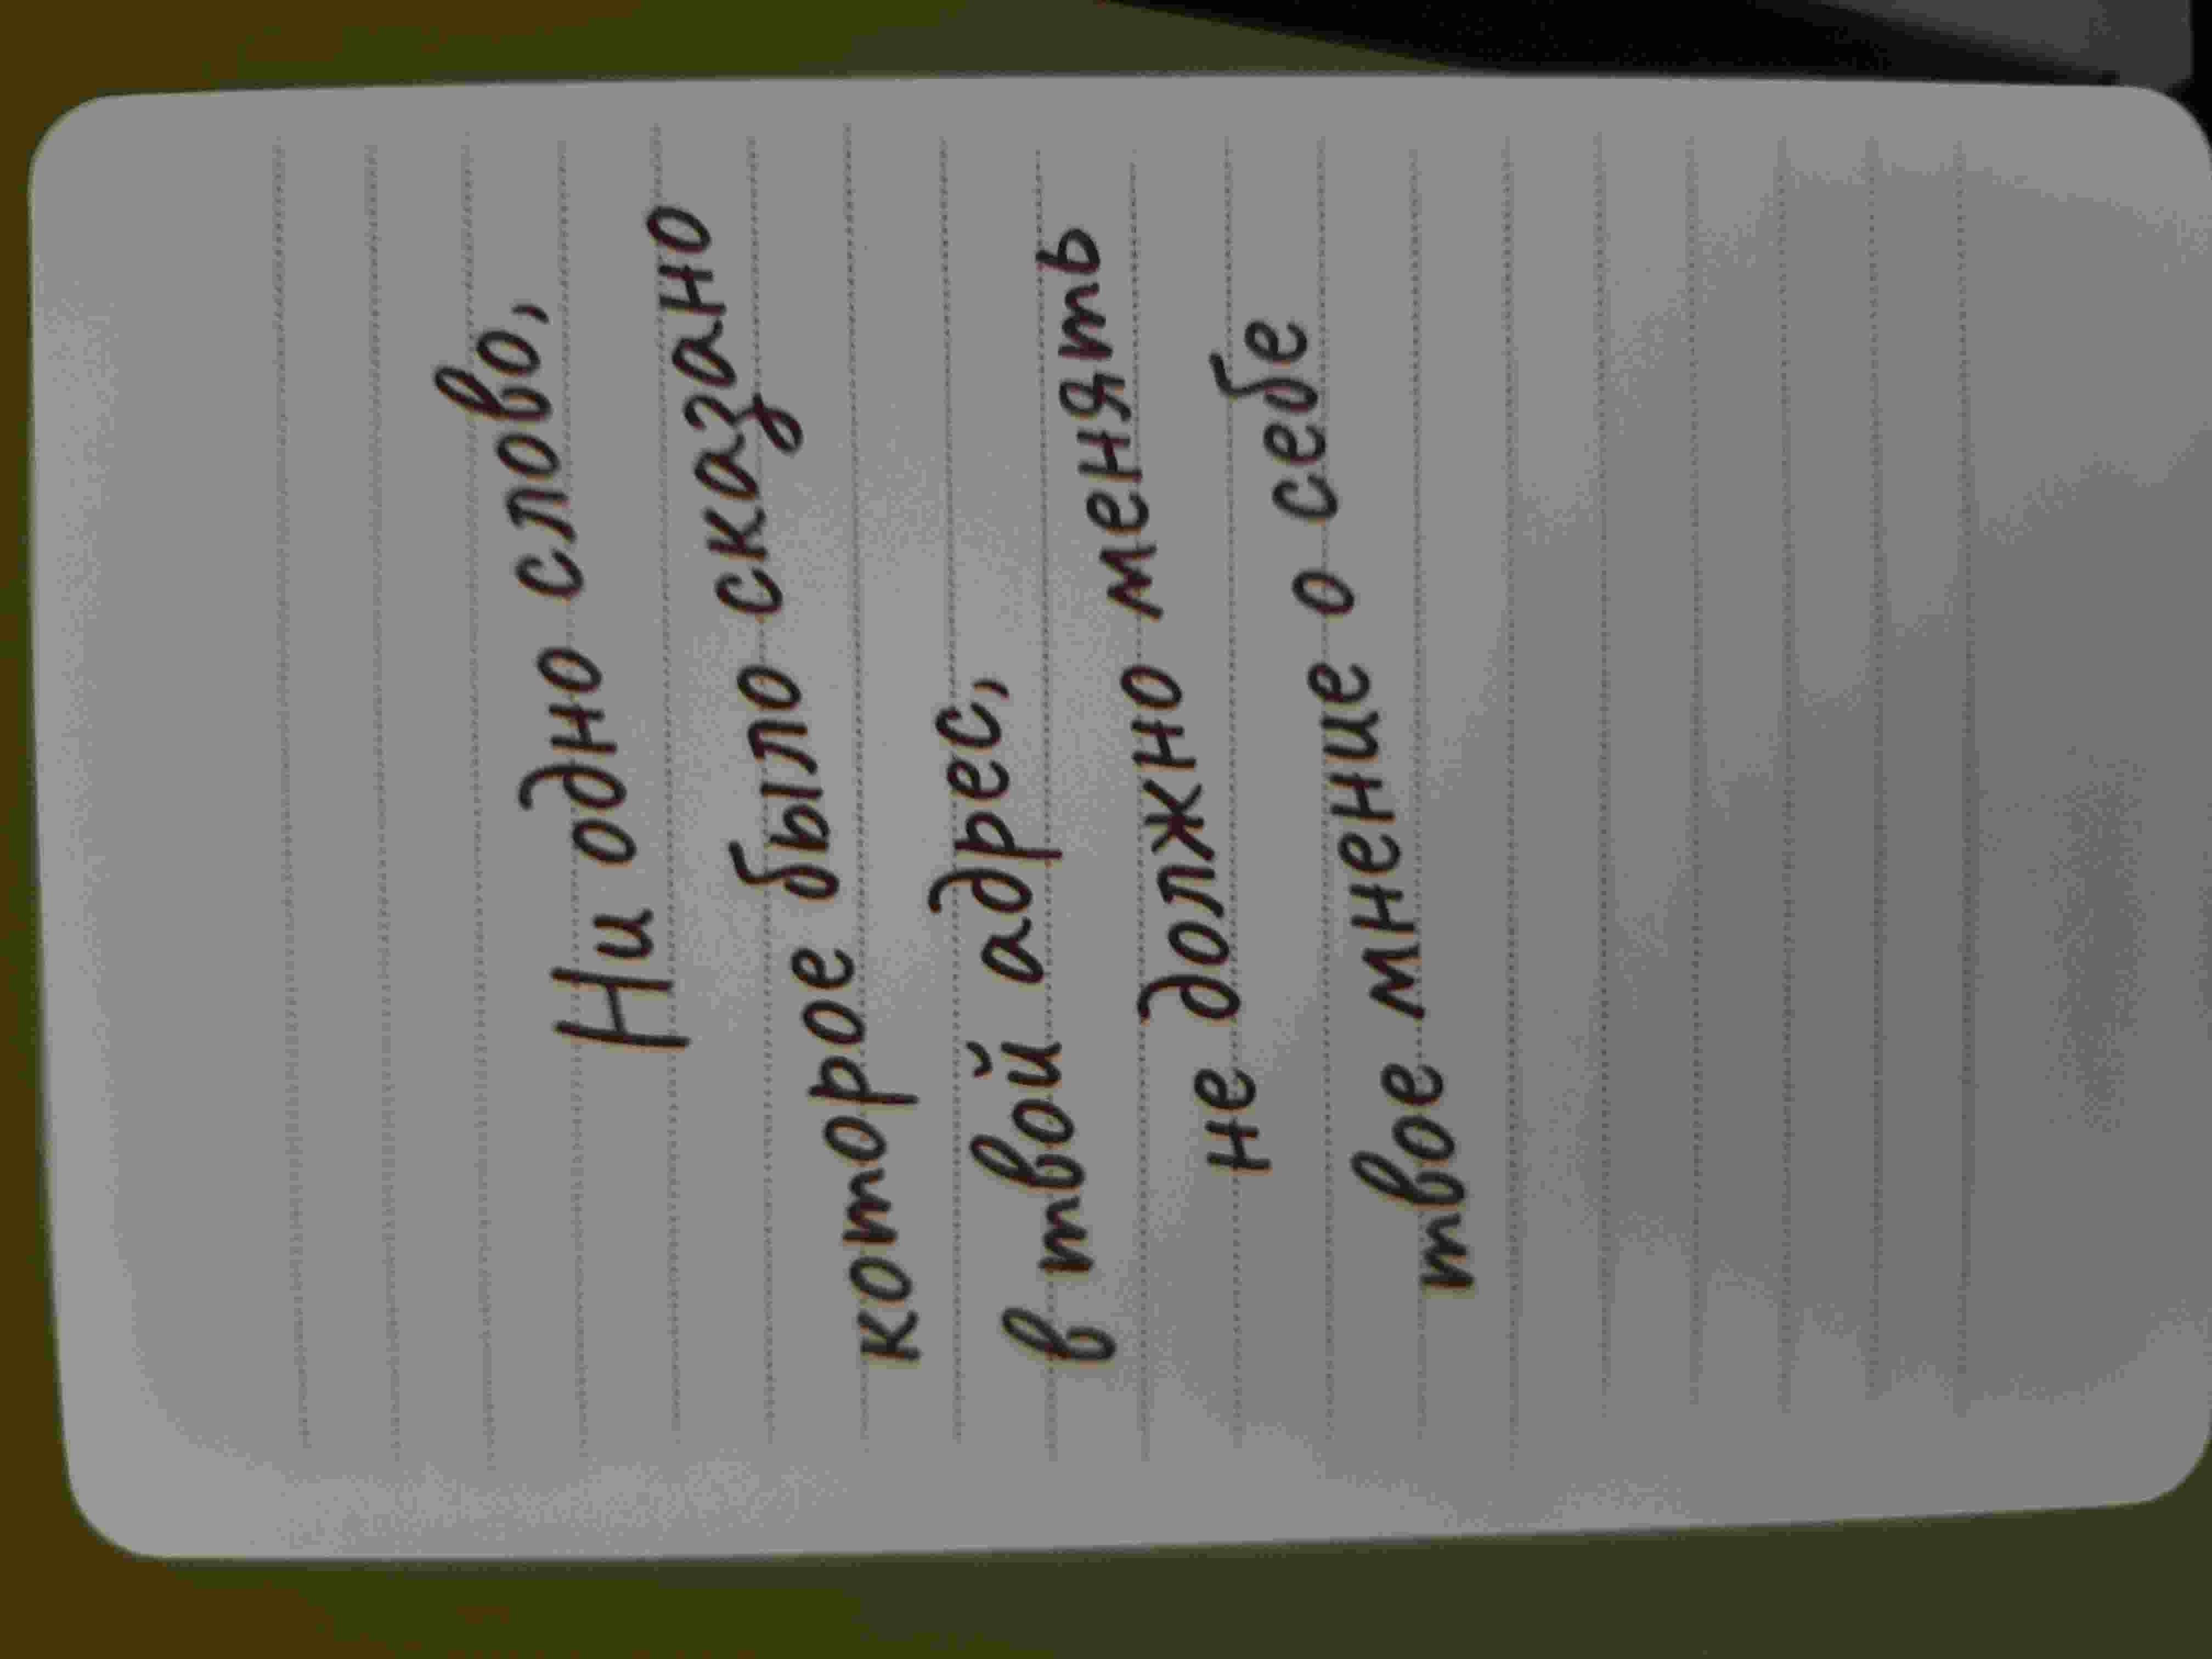 Ни одно слово,
которое было сказано
в твой адрес,
не должно менять
твое мнение о себе